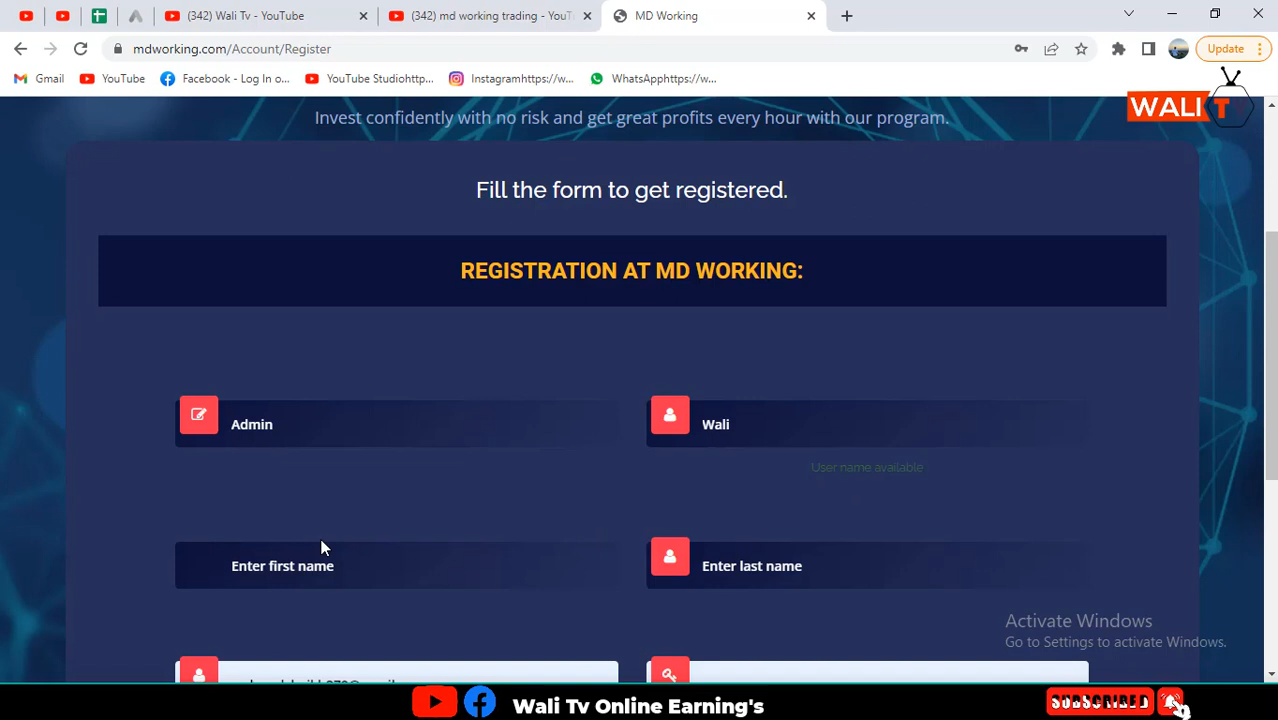 (342) Wali Tv - YouTube
(342) md working trading - YouT
MD Working
mdworking.com/Account/Register
Update
Gmail
YouTube
Facebook - Log In o...
YouTube Studiohttp...
Instagramhttps://w...
WhatsApphttps://w...
WALI T
Invest confidently with no risk and get great profits every hour with our program.
Fill the form to get registered.
REGISTRATION AT MD WORKING:
Admin
Wali
User name available
Enter first name
Enter last name
Activate Windows
Go to Settings to activate Windows.
Wali Tv Online Earning's
SUBSCRIBED